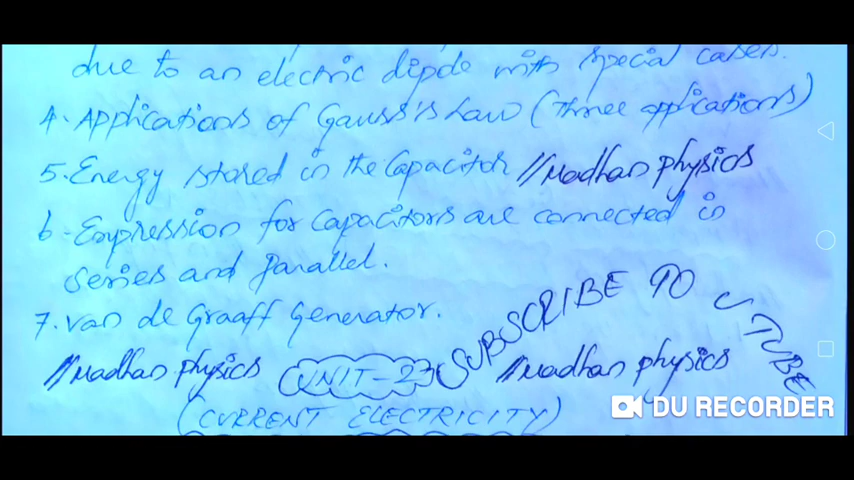 due to an electric dipole with special cases.
4. Applications of Gauss's Law (Three applications)
5. Energy stored in the Capacitor //Madhan physics
6. Expression for Capacitors are connected in
series and parallel.
7. Van de Graaff Generator.
SUBSCRIBE TO U-TUBE
//Madhan physics UNIT-2 //Madhan physics
(CURRENT ELECTRICITY)
DU RECORDER